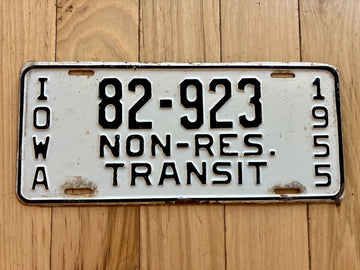 IOWA
82-923
1955
NON-RES.
TRANSIT